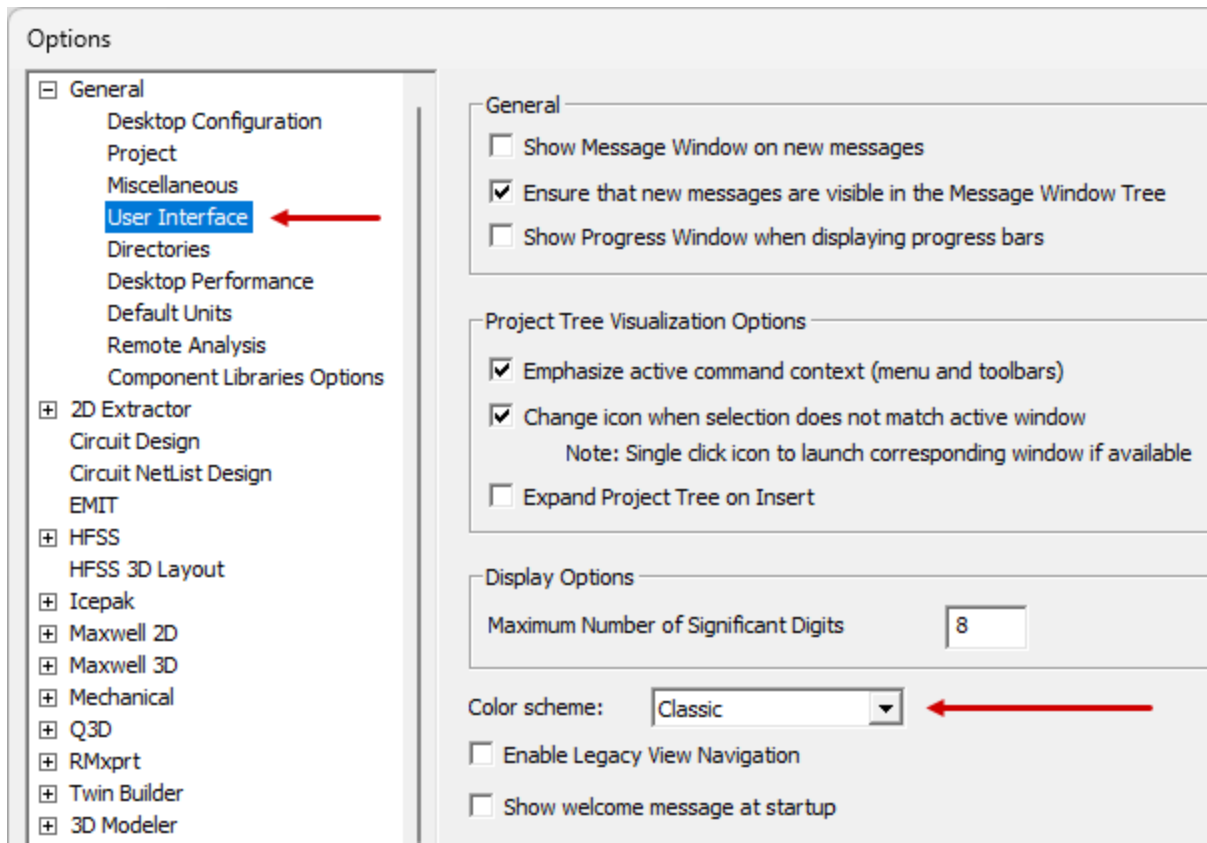 Options
General
Desktop Configuration
Project
Miscellaneous
User Interface
Directories
Desktop Performance
Default Units
Remote Analysis
Component Libraries Options
2D Extractor
Circuit Design
Circuit NetList Design
EMIT
HFSS
HFSS 3D Layout
Icepak
Maxwell 2D
Maxwell 3D
Mechanical
Q3D
RMxprt
Twin Builder
3D Modeler
General
Show Message Window on new messages
Ensure that new messages are visible in the Message Window Tree
Show Progress Window when displaying progress bars
Project Tree Visualization Options
Emphasize active command context (menu and toolbars)
Change icon when selection does not match active window
Note: Single click icon to launch corresponding window if available
Expand Project Tree on Insert
Display Options
Maximum Number of Significant Digits 8
Color scheme: Classic
Enable Legacy View Navigation
Show welcome message at startup